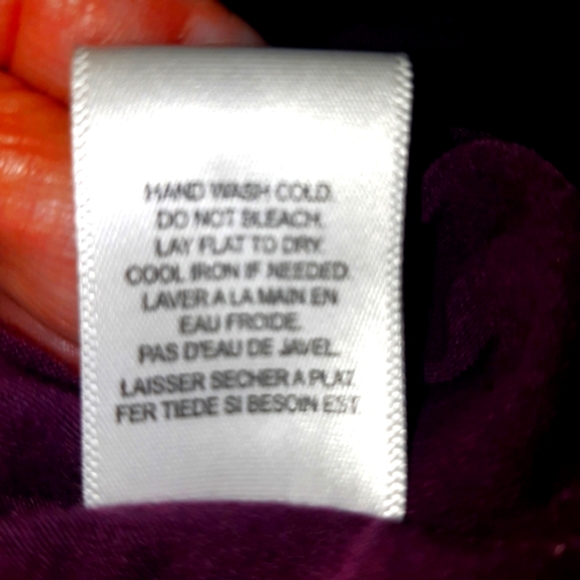 HAND WASH COLD.
DO NOT BLEACH.
LAY FLAT TO DRY.
COOL IRON IF NEEDED.
LAVER A LA MAIN EN
EAU FROIDE.
PAS D'EAU DE JAVEL.
LAISSER SECHER A PLAT.
FER TIEDE SI BESOIN EST.